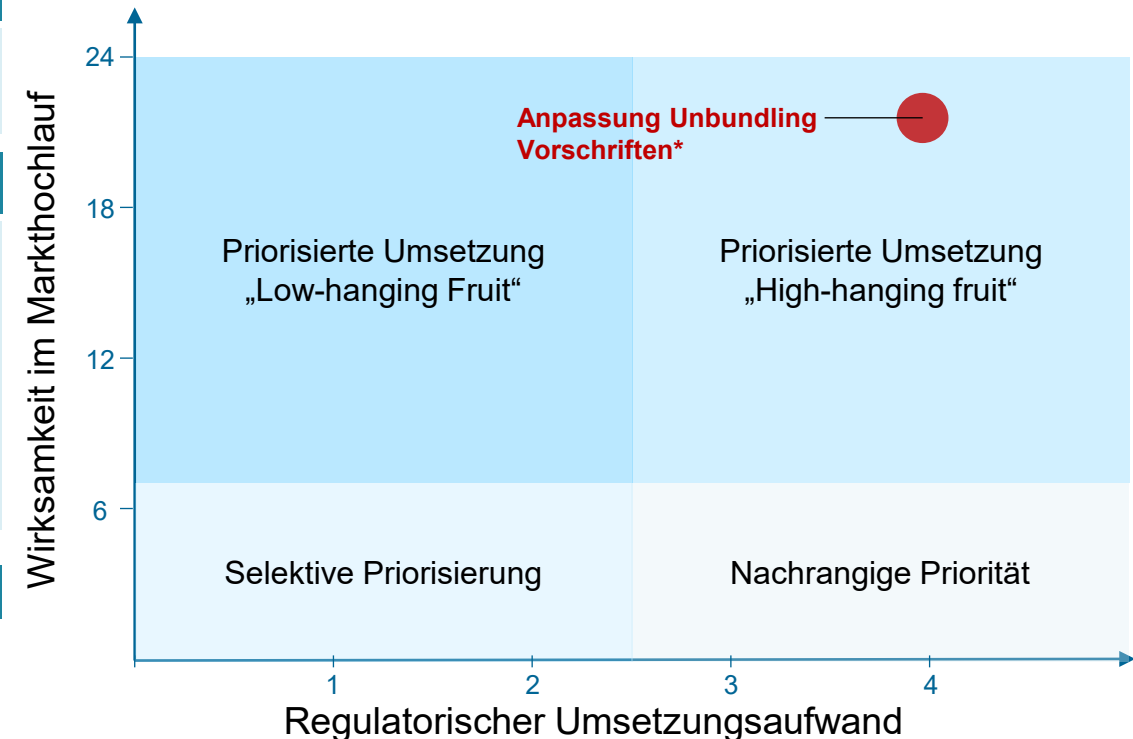 24
Anpassung Unbundling
Vorschriften*
18
Priorisierte Umsetzung
„Low-hanging Fruit“
Priorisierte Umsetzung
„High-hanging fruit“
12
6
Selektive Priorisierung
Nachrangige Priorität
Wirksamkeit im Markthochlauf
1
2
3
4
Regulatorischer Umsetzungsaufwand